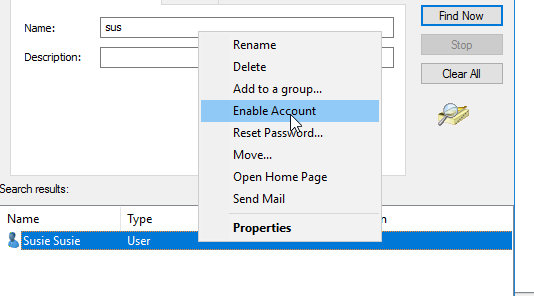 Find Now
Name: sus
Stop
Description:
Clear All
Rename
Delete
Add to a group...
Enable Account
Reset Password...
Move...
Open Home Page
Send Mail
Properties
Search results:
Name Type
Susie Susie User